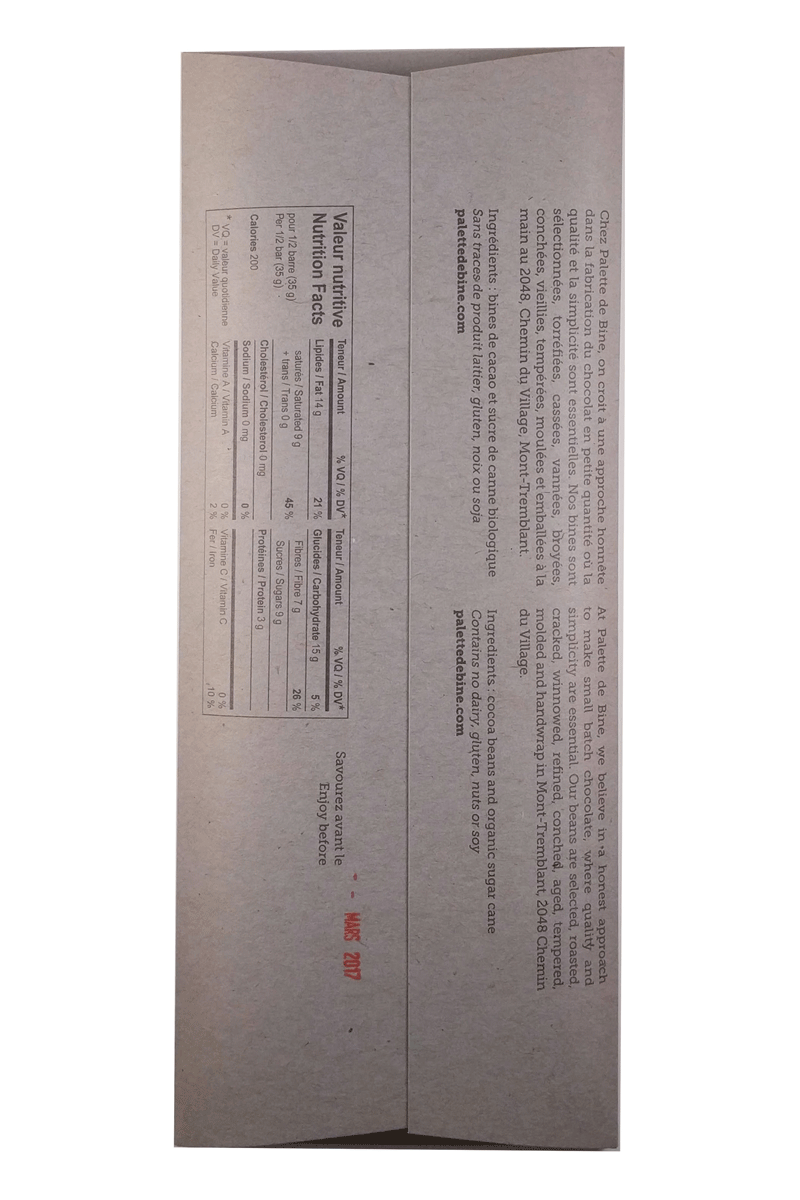 Chez Palette de Bine, on croit à une approche honnête
dans la fabrication du chocolat en petite quantité où la
qualité et la simplicité sont essentielles. Nos bines sont
sélectionnées, torréfiées, cassées, vannées, broyées,
conchées, vieillies, tempérées, moulées et emballées à la
main au 2048, Chemin du Village, Mont-Tremblant.
Ingrédients : bines de cacao et sucre de canne biologique
Sans traces de produit laitier, gluten, noix ou soja
palettedebine.com
At Palette de Bine, we believe in a honest approach
to make small batch chocolate, where quality and
simplicity are essential. Our beans are selected, roasted,
cracked, winnowed, refined, conched, aged, tempered,
molded and handwrap in Mont-Tremblant, 2048 Chemin
du Village.
Ingredients : cocoa beans and organic sugar cane
Contains no dairy, gluten, nuts or soy
palettedebine.com
Valeur nutritive
Nutrition Facts
pour 1/2 barre (35 g)
Per 1/2 bar (35 g)
Calories 200
* VQ = valeur quotidienne
DV = Daily Value
Teneur / Amount % VQ / % DV*
Lipides / Fat 14 g 21 %
saturés / Saturated 9 g
+ trans / Trans 0 g 45 %
Cholestérol / Cholesterol 0 mg
Sodium / Sodium 0 mg 0 %
Vitamine A / Vitamin A 0 %
Calcium / Calcium 2 %
Teneur / Amount % VQ / % DV*
Glucides / Carbohydrate 15 g 5 %
Fibres / Fibre 7 g 26 %
Sucres / Sugars 9 g
Protéines / Protein 3 g
Vitamine C / Vitamin C 0 %
Fer / Iron 10 %
Savourez avant le
Enjoy before
- - MARS 2017